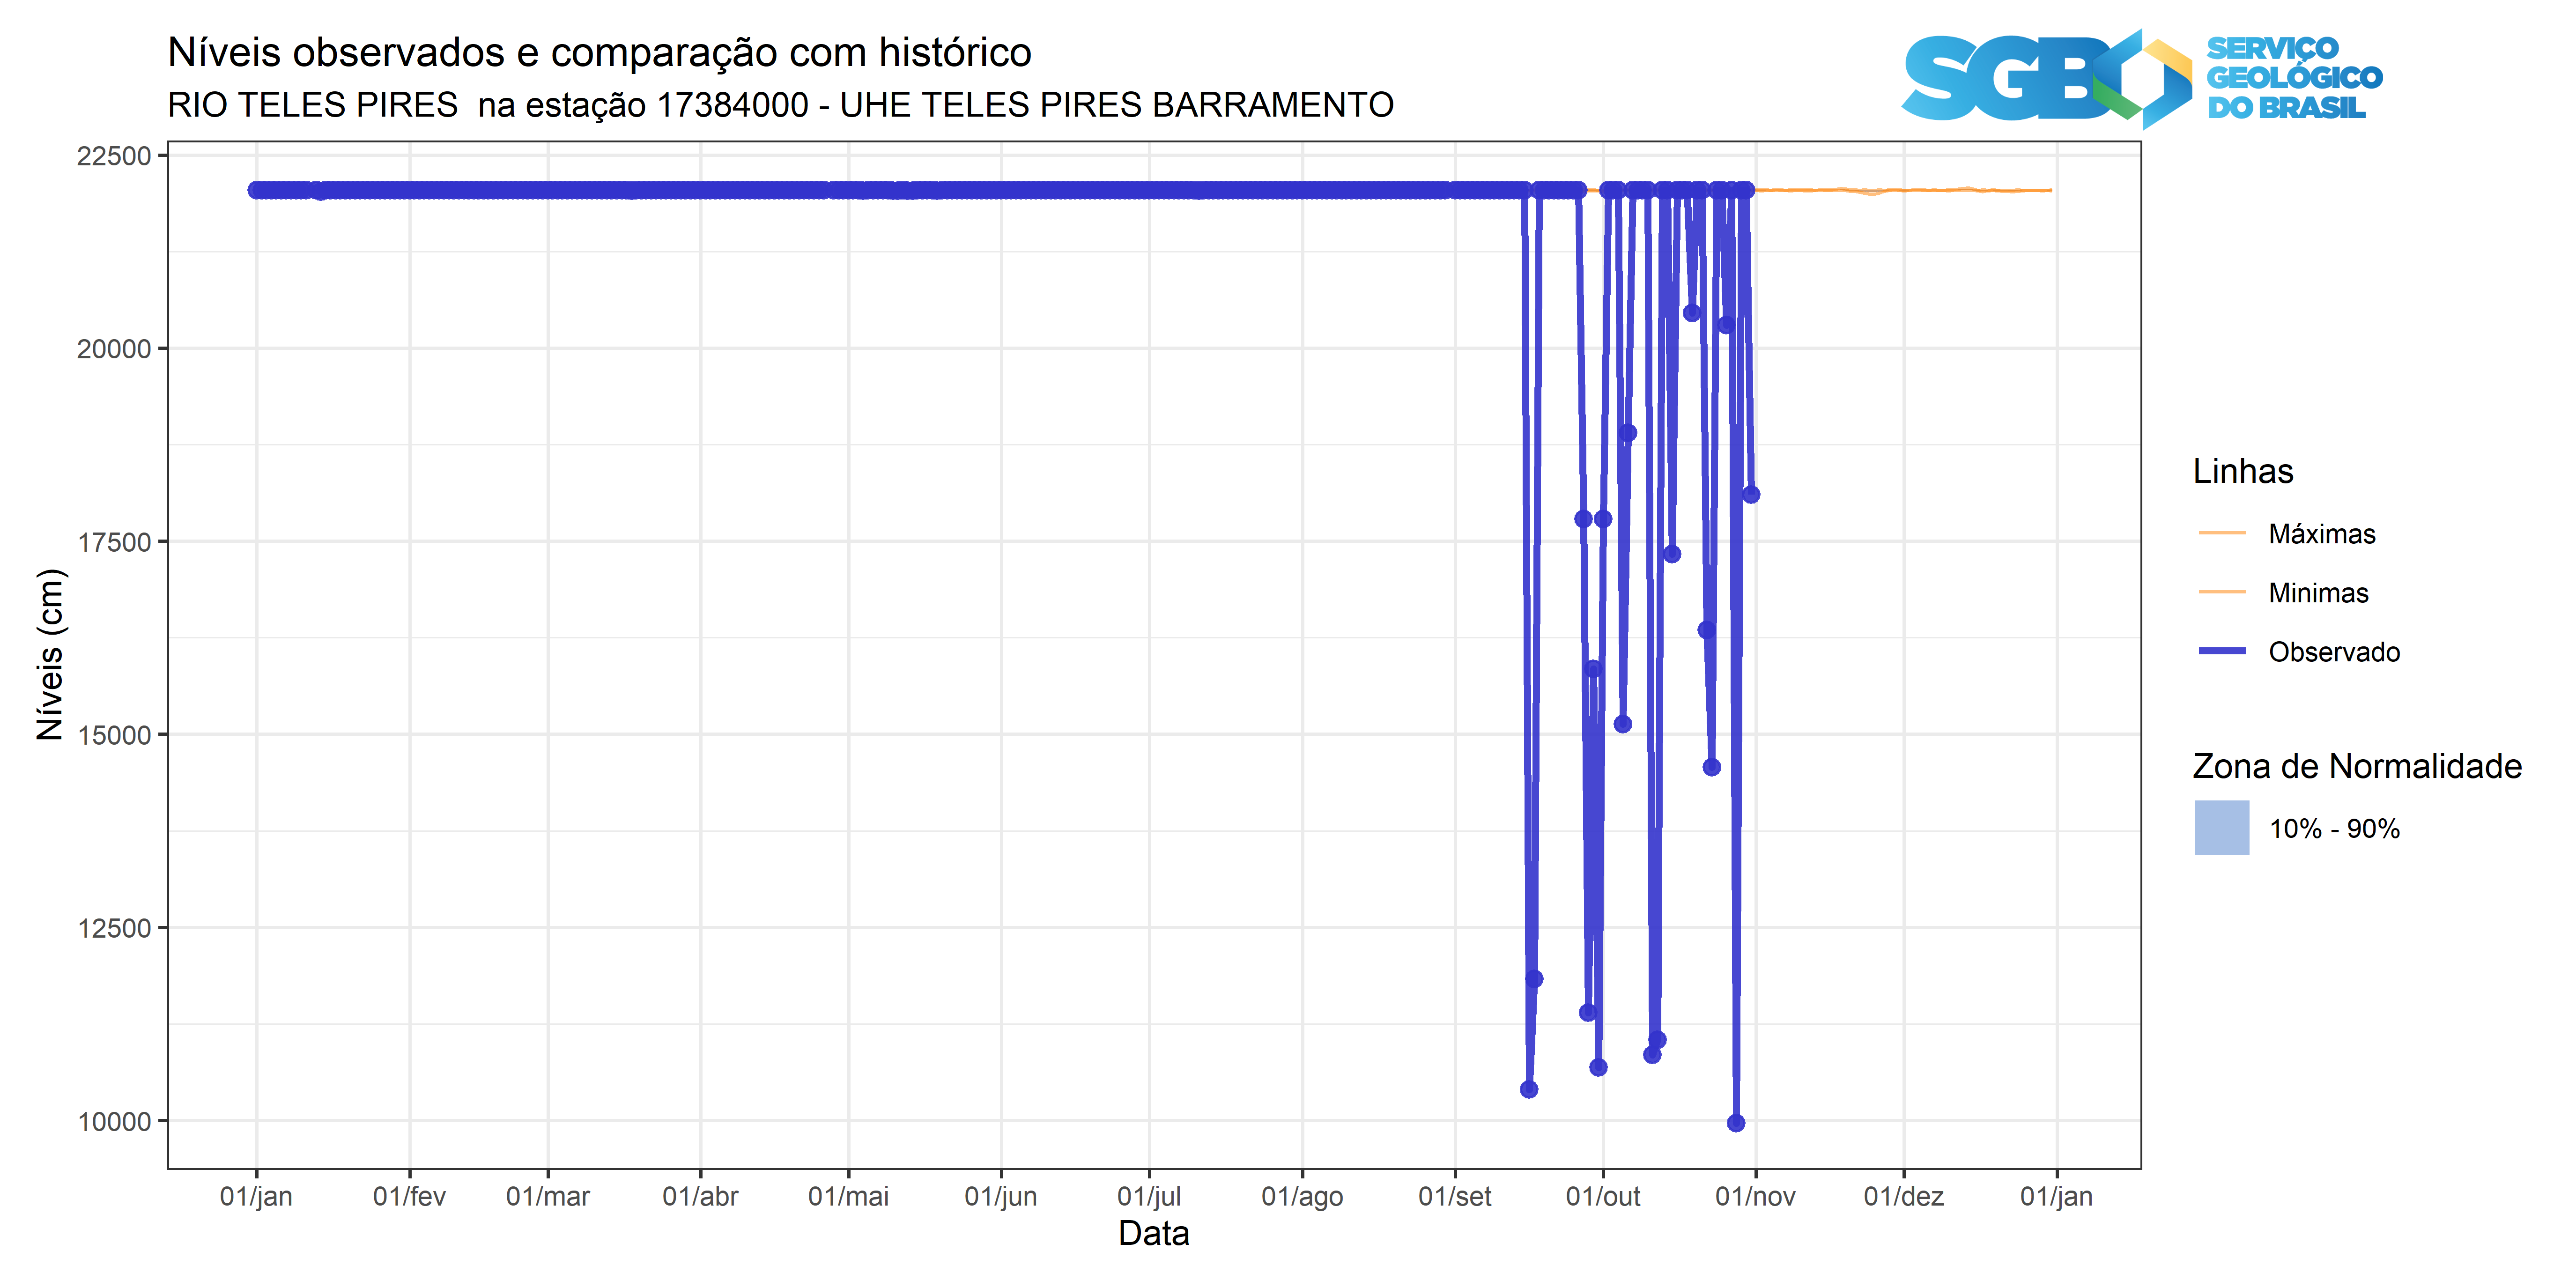 Níveis observados e comparação com histórico
RIO TELES PIRES  na estação 17384000 - UHE TELES PIRES BARRAMENTO
SGB
SERVIÇO
GEOLÓGICO
DO BRASIL
Níveis (cm)
22500
20000
17500
15000
12500
10000
01/jan 01/fev 01/mar 01/abr 01/mai 01/jun 01/jul 01/ago 01/set 01/out 01/nov 01/dez 01/jan
Data
Linhas
Máximas
Minimas
Observado
Zona de Normalidade
10% - 90%